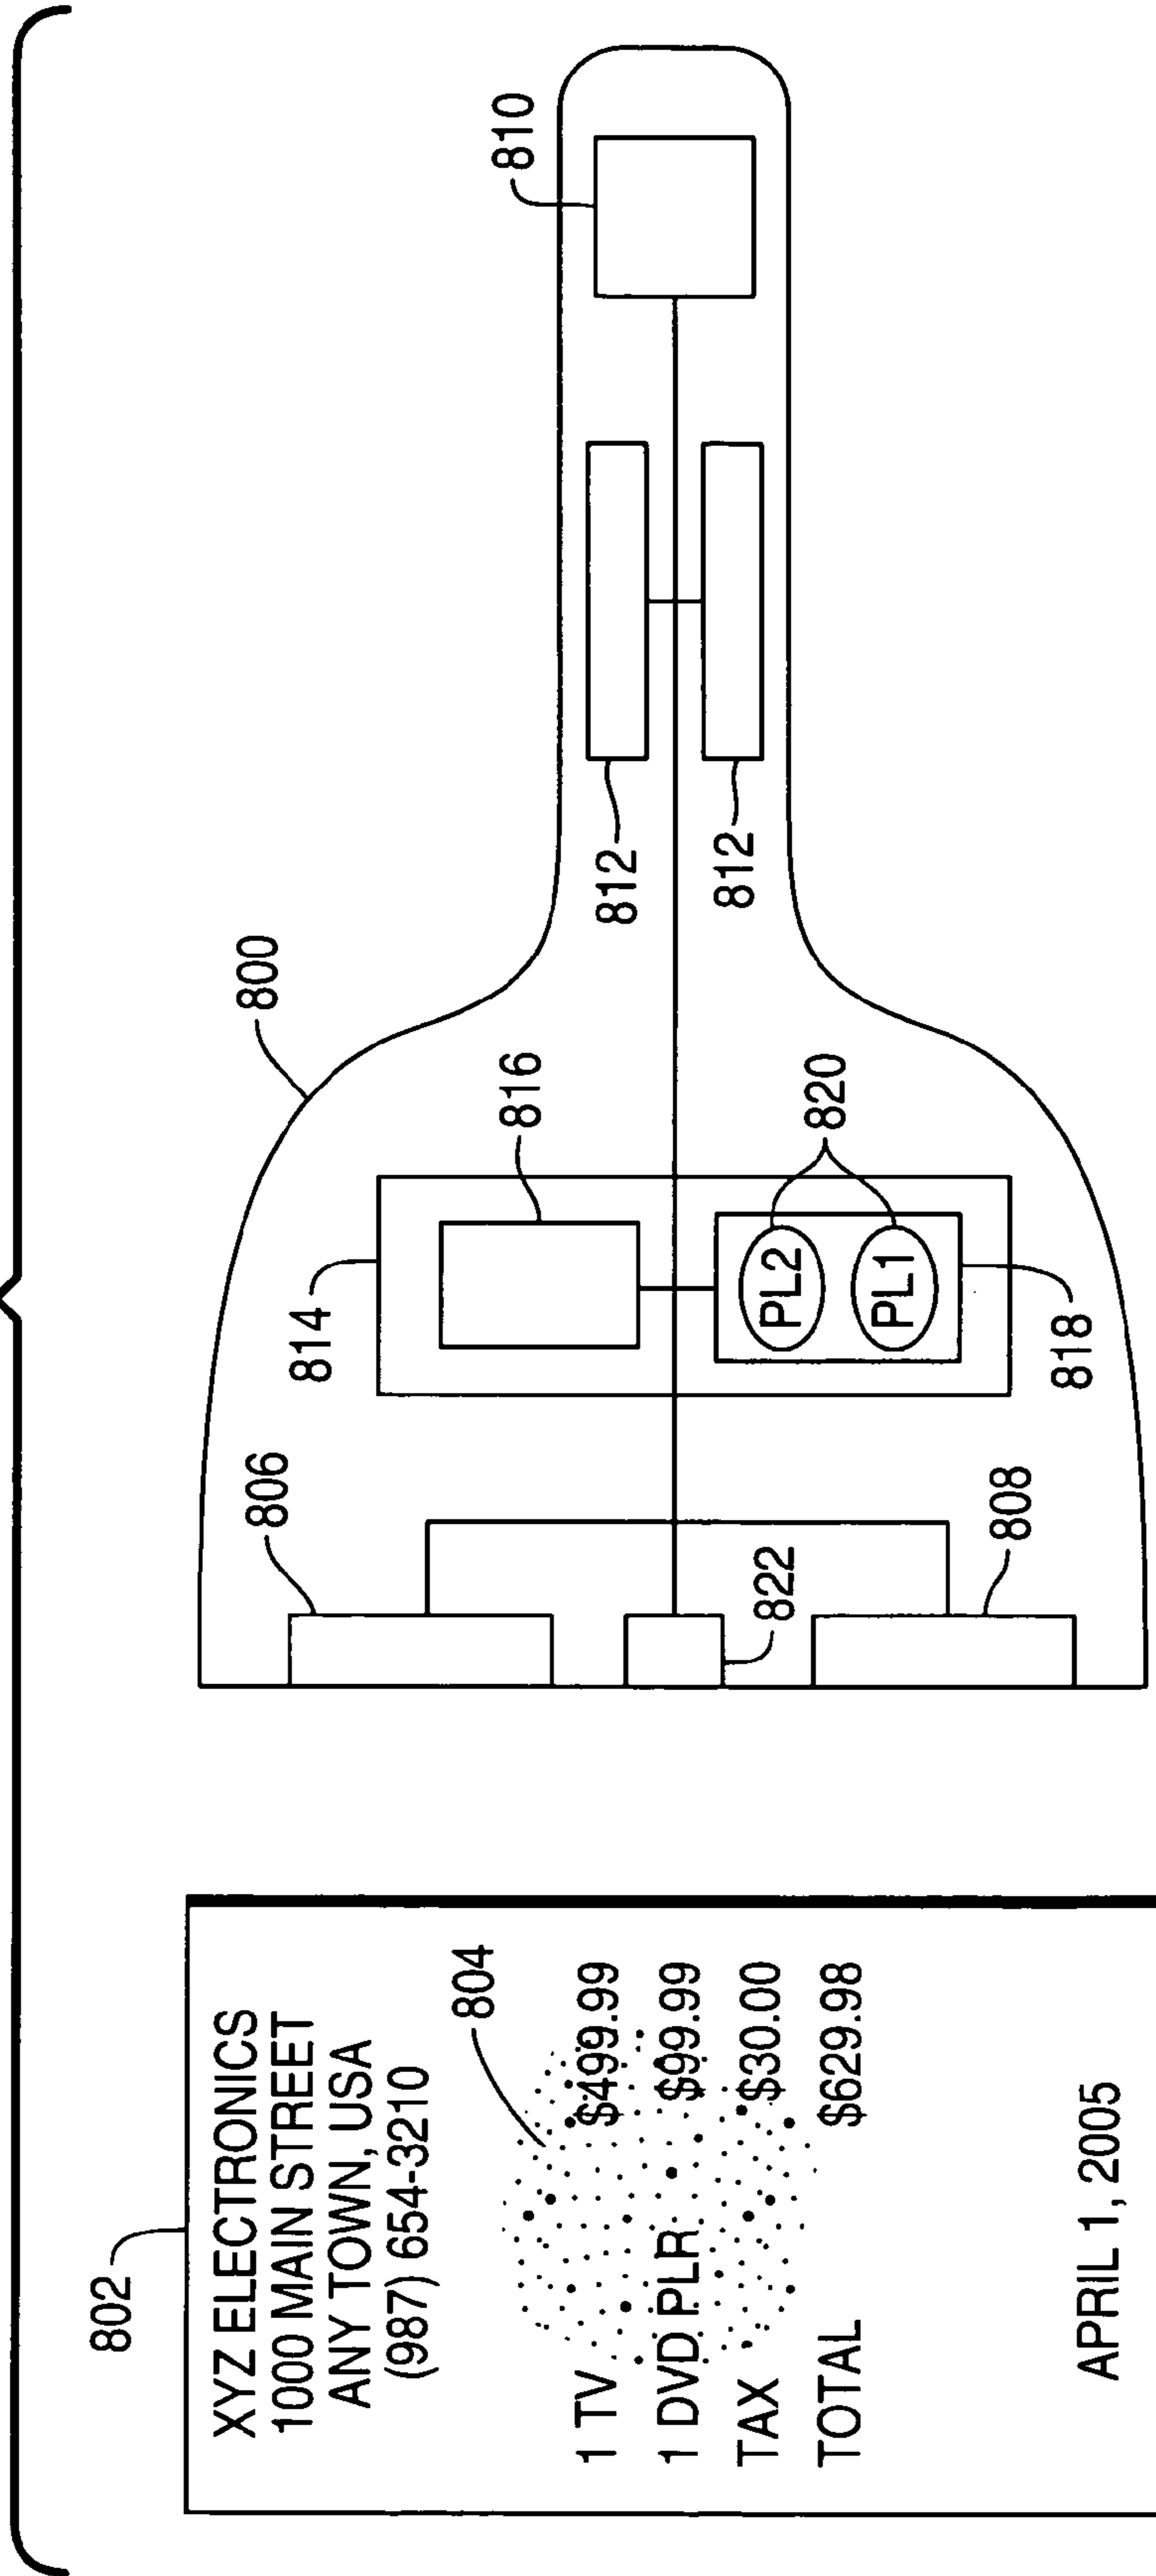 802
XYZ ELECTRONICS
1000 MAIN STREET
ANY TOWN, USA
(987) 654-3210
804
1 TV $499.99
1 DVD PLR $99.99
TAX $30.00
TOTAL $629.98
APRIL 1, 2005
800
806
814
816
810
812
812
820
PL2
PL1
822
808
818